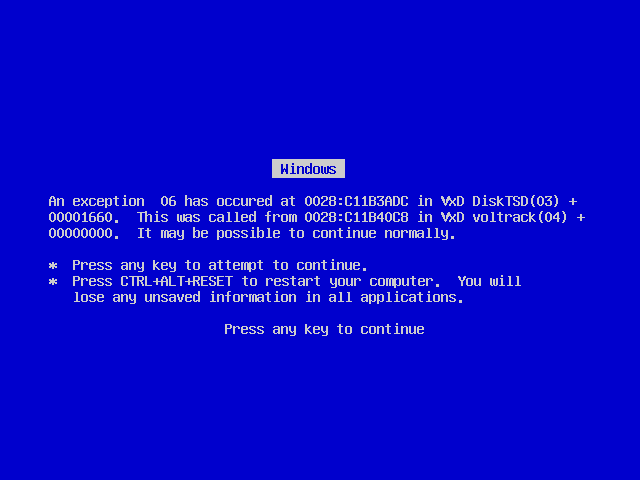 Windows
An exception  06 has occured at 0028:C11B3ADC in VxD DiskTSD(03) +
00001660.  This was called from 0028:C11B40C8 in VxD voltrack(04) +
00000000.  It may be possible to continue normally.
*  Press any key to attempt to continue.
*  Press CTRL+ALT+RESET to restart your computer.  You will
lose any unsaved information in all applications.
Press any key to continue